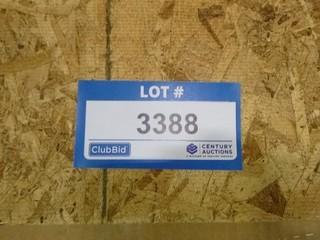 LOT #
3388
ClubBid
CENTURY
AUCTIONS